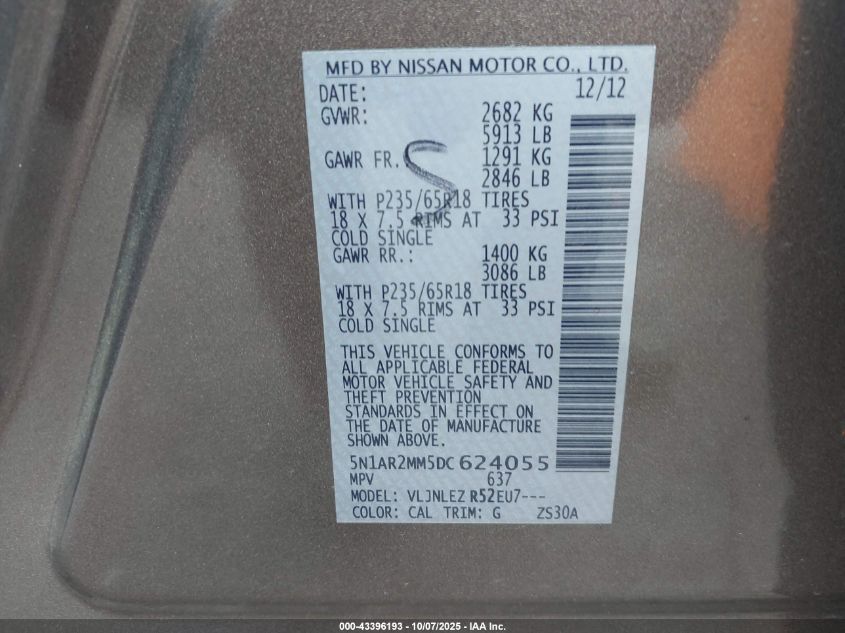 MFD BY NISSAN MOTOR CO., LTD.
DATE: 12/12
GVWR: 2682 KG
5913 LB
GAWR FR. 1291 KG
2846 LB
WITH P235/65R18 TIRES
18 X 7.5 RIMS AT 33 PSI
COLD SINGLE
GAWR RR.: 1400 KG
3086 LB
WITH P235/65R18 TIRES
18 X 7.5 RIMS AT 33 PSI
COLD SINGLE
THIS VEHICLE CONFORMS TO
ALL APPLICABLE FEDERAL
MOTOR VEHICLE SAFETY AND
THEFT PREVENTION
STANDARDS IN EFFECT ON
THE DATE OF MANUFACTURE
SHOWN ABOVE.
5N1AR2MM5DC624055
MPV 637
MODEL: VLJNLEZ R52EU7---
COLOR: CAL TRIM: G ZS30A
000-43396193 - 10/07/2025 - IAA Inc.